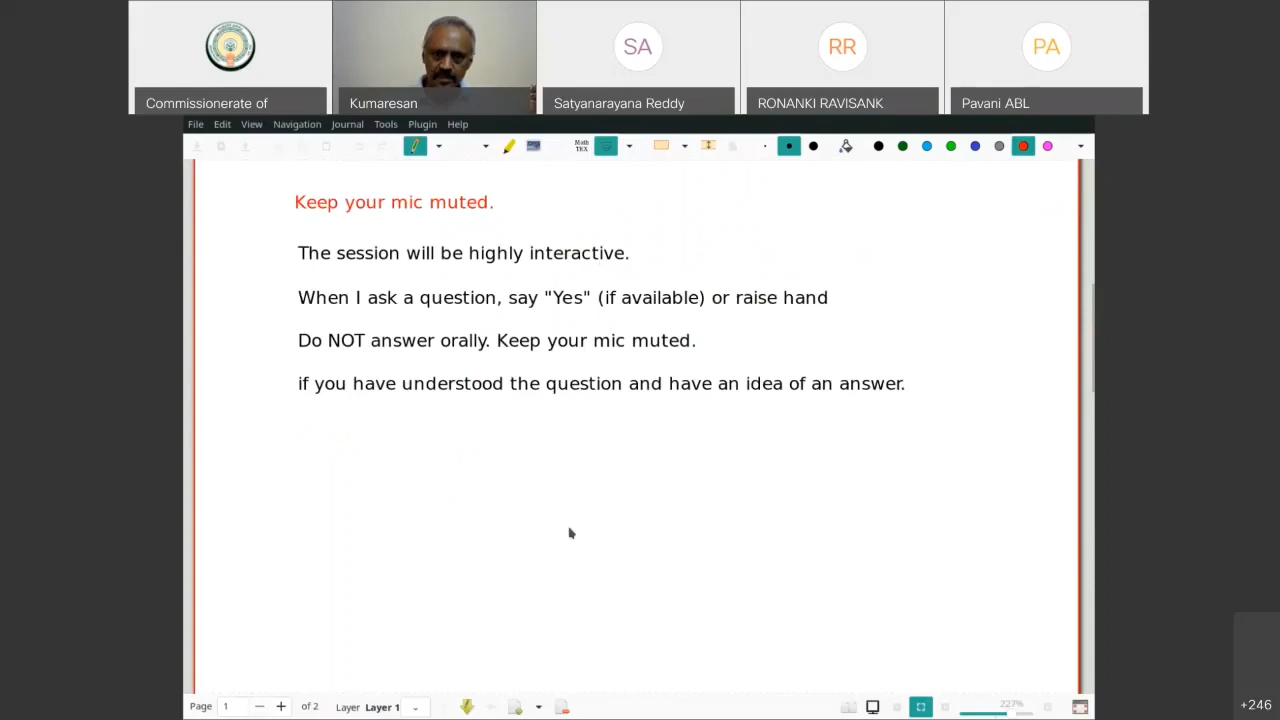 SA
RR
PA
Commissionerate of
Kumaresan
Satyanarayana Reddy
RONANKI RAVISANK
Pavani ABL
File Edit View Navigation Journal Tools Plugin Help
Math
TEX
Keep your mic muted.
The session will be highly interactive.
When I ask a question, say "Yes" (if available) or raise hand
Do NOT answer orally. Keep your mic muted.
if you have understood the question and have an idea of an answer.
Page 1 of 2 Layer Layer 1 227%
+246